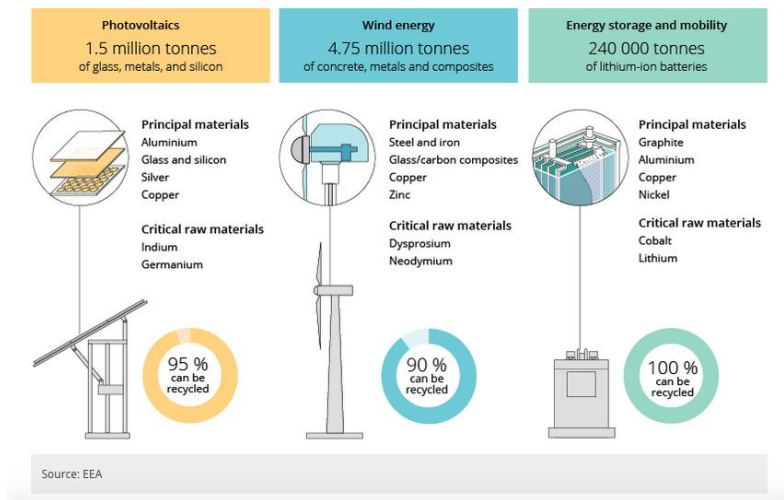 Photovoltaics
1.5 million tonnes
of glass, metals, and silicon
Wind energy
4.75 million tonnes
of concrete, metals and composites
Energy storage and mobility
240 000 tonnes
of lithium-ion batteries
Principal materials
Aluminium
Glass and silicon
Silver
Copper
Critical raw materials
Indium
Germanium
95 %
can be
recycled
Principal materials
Steel and iron
Glass/carbon composites
Copper
Zinc
Critical raw materials
Dysprosium
Neodymium
90 %
can be
recycled
Principal materials
Graphite
Aluminium
Copper
Nickel
Critical raw materials
Cobalt
Lithium
100 %
can be
recycled
Source: EEA